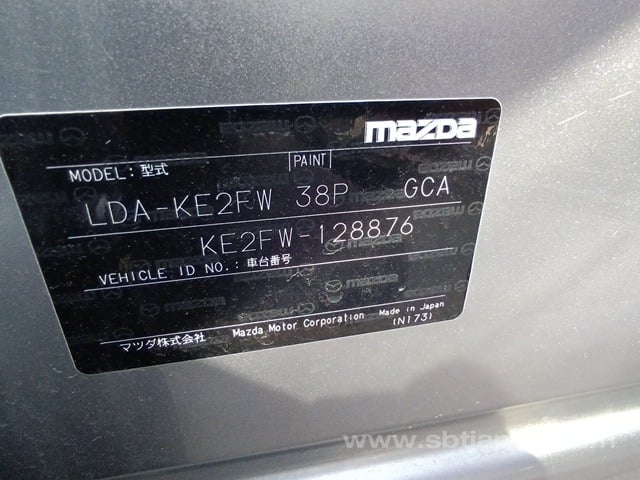 mazda
MODEL: 型式 PAINT
LDA-KE2FW 38P GCA
KE2FW-128876
VEHICLE ID NO.: 車台番号
マツダ株式会社 Mazda Motor Corporation Made in Japan
(N173)